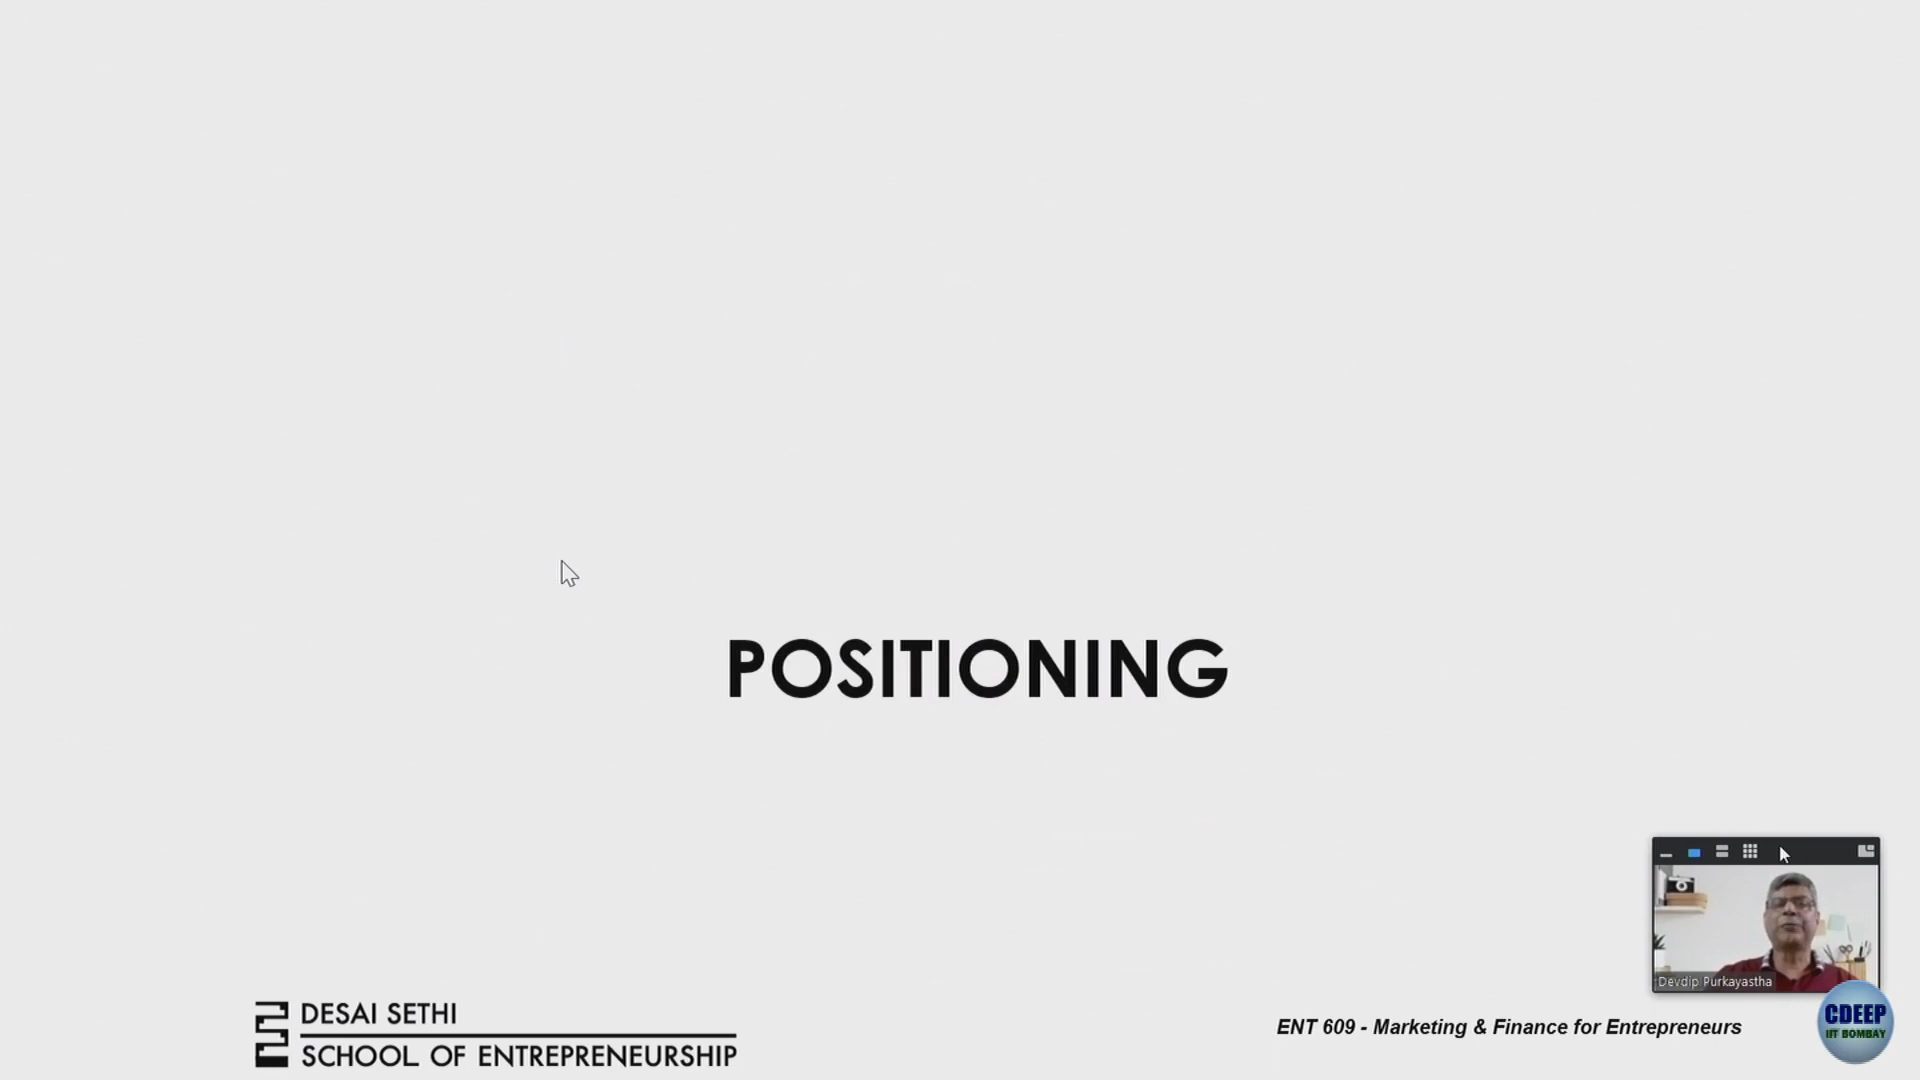 POSITIONING
Devdip Purkayastha
DESAI SETHI
SCHOOL OF ENTREPRENEURSHIP
ENT 609 - Marketing & Finance for Entrepreneurs
CDEEP
IIT BOMBAY